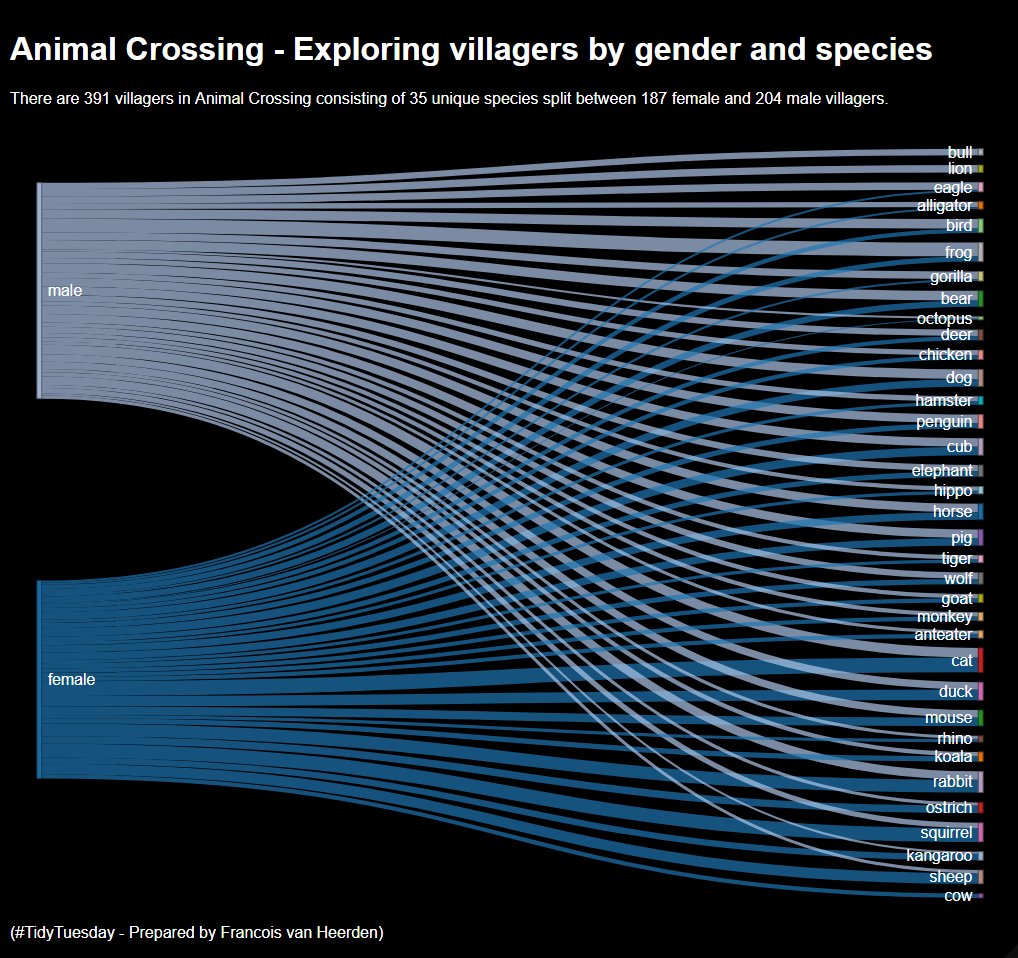 Animal Crossing - Exploring villagers by gender and species
There are 391 villagers in Animal Crossing consisting of 35 unique species split between 187 female and 204 male villagers.
male
female
bull
lion
eagle
alligator
bird
frog
gorilla
bear
octopus
deer
chicken
dog
hamster
penguin
cub
elephant
hippo
horse
pig
tiger
wolf
goat
monkey
anteater
cat
duck
mouse
rhino
koala
rabbit
ostrich
squirrel
kangaroo
sheep
cow
(#TidyTuesday - Prepared by Francois van Heerden)